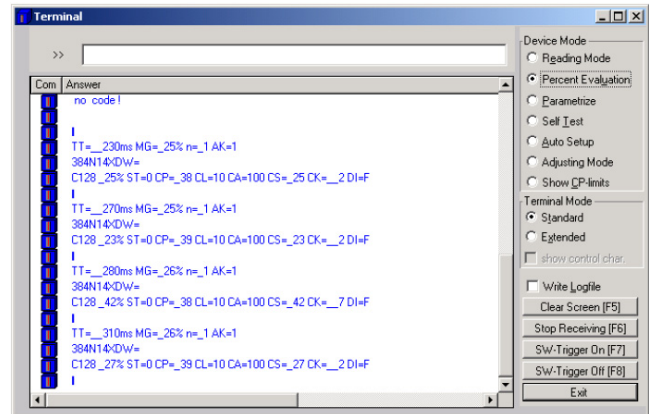 Terminal
>>
Com Answer
no code!
I
TT=__230ms MG=_25% n=_1 AK=1
384N14XDW=
C128 _25% ST=0 CP=_38 CL=10 CA=100 CS=_25 CK=__2 DI=F
I
TT=__270ms MG=_25% n=_1 AK=1
384N14XDW=
C128 _23% ST=0 CP=_39 CL=10 CA=100 CS=_23 CK=__2 DI=F
I
TT=__280ms MG=_26% n=_1 AK=1
384N14XDW=
C128 _42% ST=0 CP=_38 CL=10 CA=100 CS=_42 CK=__7 DI=F
I
TT=__310ms MG=_26% n=_1 AK=1
384N14XDW=
C128 _27% ST=0 CP=_39 CL=10 CA=100 CS=_27 CK=__2 DI=F
I
Device Mode
Reading Mode
Percent Evaluation
Parametrize
Self Test
Auto Setup
Adjusting Mode
Show CP-limits
Terminal Mode
Standard
Extended
show control char.
Write Logfile
Clear Screen [F5]
Stop Receiving [F6]
SW-Trigger On [F7]
SW-Trigger Off [F8]
Exit